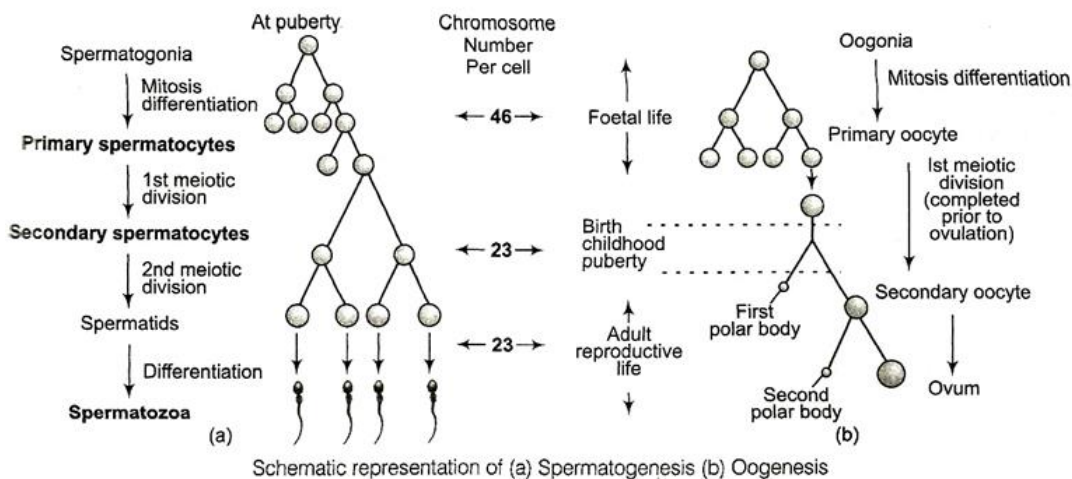 At puberty
Spermatogonia
Mitosis
differentiation
Primary spermatocytes
1st meiotic
division
Secondary spermatocytes
2nd meiotic
division
Spermatids
Differentiation
Spermatozoa
(a)
Chromosome
Number
Per cell
46
23
23
Foetal life
Birth
childhood
puberty
Adult
reproductive
life
Oogonia
Mitosis differentiation
Primary oocyte
Ist meiotic
division
(completed
prior to
ovulation)
Secondary oocyte
First
polar body
Second
polar body
Ovum
(b)
Schematic representation of (a) Spermatogenesis (b) Oogenesis